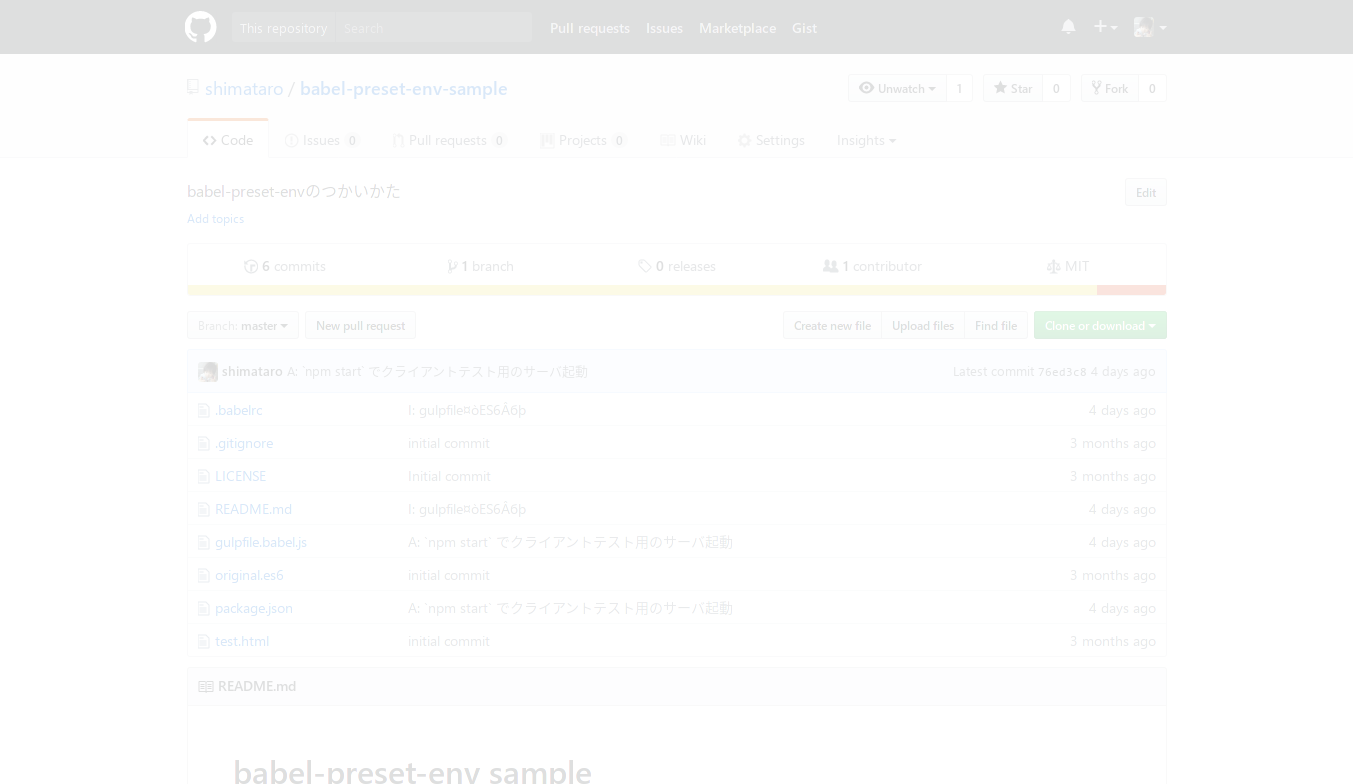 This repository Search Pull requests Issues Marketplace Gist
shimataro / babel-preset-env-sample Unwatch 1 Star 0 Fork 0
Code Issues 0 Pull requests 0 Projects 0 Wiki Settings Insights
babel-preset-envのつかいかた Edit
Add topics
6 commits 1 branch 0 releases 1 contributor MIT
Branch: master New pull request Create new file Upload files Find file Clone or download
shimataro A: `npm start` でクライアントテスト用のサーバ起動 Latest commit 76ed3c8 4 days ago
.babelrc I: gulpfile¤òES6Â6þ 4 days ago
.gitignore initial commit 3 months ago
LICENSE Initial commit 3 months ago
README.md I: gulpfile¤òES6Â6þ 4 days ago
gulpfile.babel.js A: `npm start` でクライアントテスト用のサーバ起動 4 days ago
original.es6 initial commit 3 months ago
package.json A: `npm start` でクライアントテスト用のサーバ起動 4 days ago
test.html initial commit 3 months ago
README.md
babel-preset-env sample